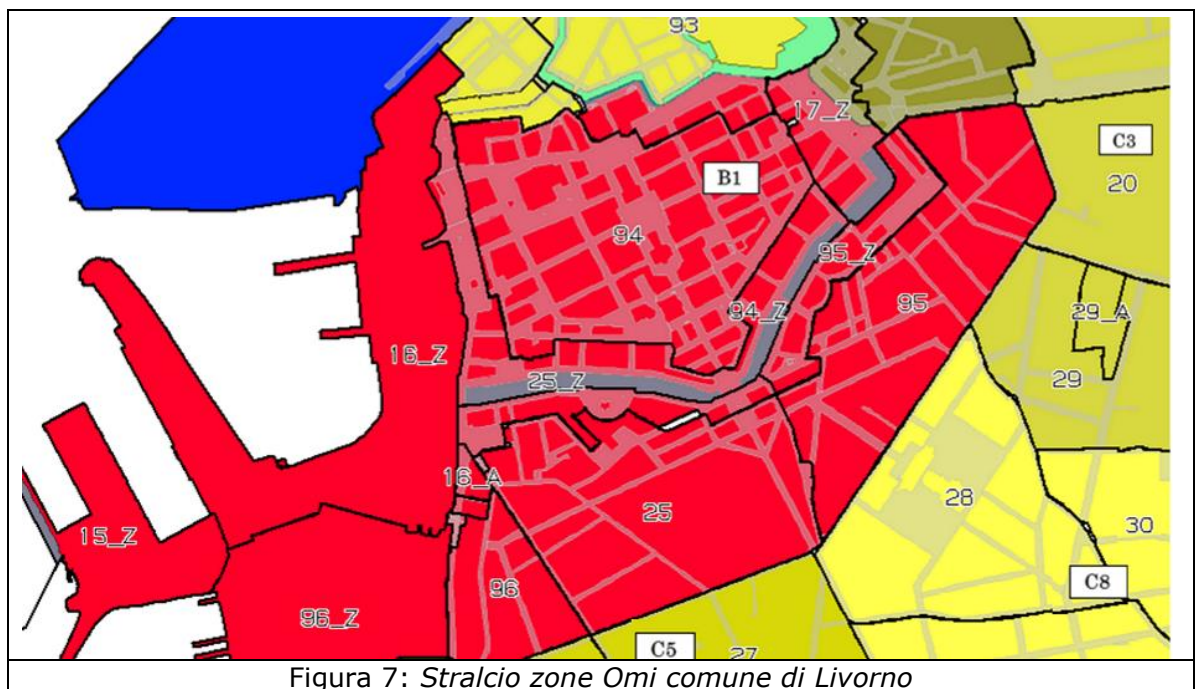 93
17_Z
C3
20
B1
94
95_Z
95
94_Z
29_A
16_Z
25_Z
29
16_A
25
28
30
15_Z
96
96_Z
C8
C5
27
Figura 7: Stralcio zone Omi comune di Livorno